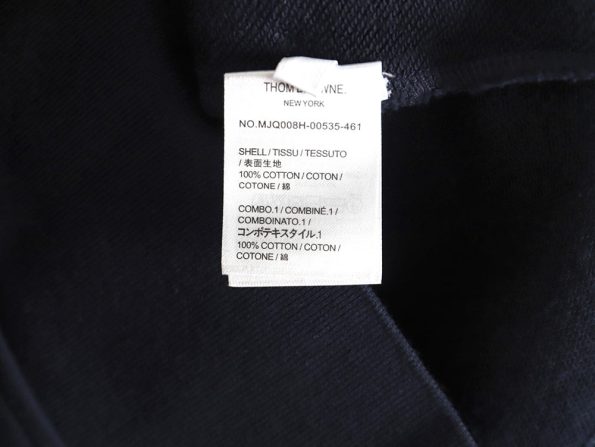 THOM
NEW YORK
NO.MJQ008H-00535-461
SHELL / TISSU / TESSUTO
/ 表面生地
100% COTTON / COTON /
COTONE / 綿
COMBO.1 / COMBINÉ.1 /
COMBOINATO.1 /
コンボテキスタイル.1
100% COTTON / COTON /
COTONE / 綿